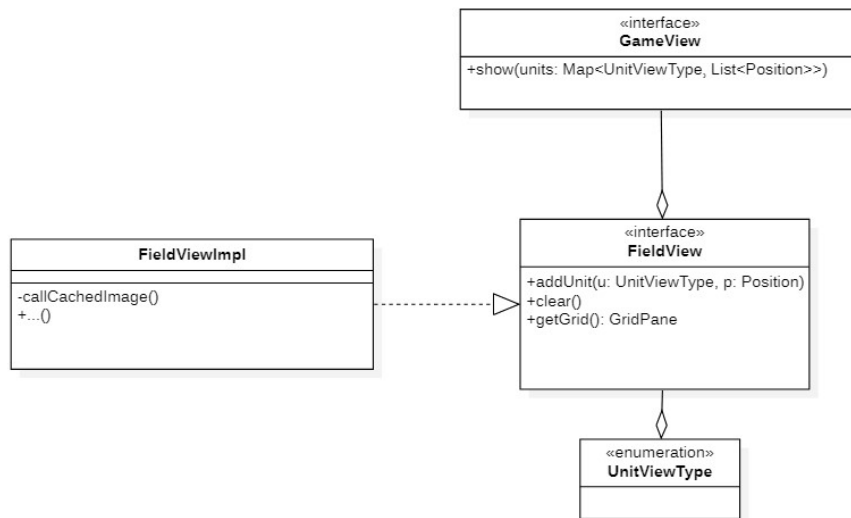 «interface»
GameView
+show(units: Map<UnitViewType, List<Position>>)
«interface»
FieldView
+addUnit(u: UnitViewType, p: Position)
+clear()
+getGrid(): GridPane
FieldViewImpl
-callCachedImage()
+...()
«enumeration»
UnitViewType